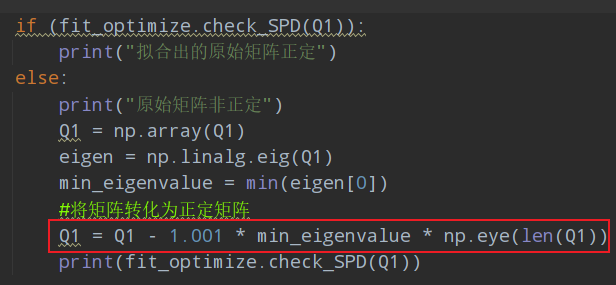 if (fit_optimize.check_SPD(Q1)):
print("拟合出的原始矩阵正定")
else:
print("原始矩阵非正定")
Q1 = np.array(Q1)
eigen = np.linalg.eig(Q1)
min_eigenvalue = min(eigen[0])
#将矩阵转化为正定矩阵
Q1 = Q1 - 1.001 * min_eigenvalue * np.eye(len(Q1))
print(fit_optimize.check_SPD(Q1))